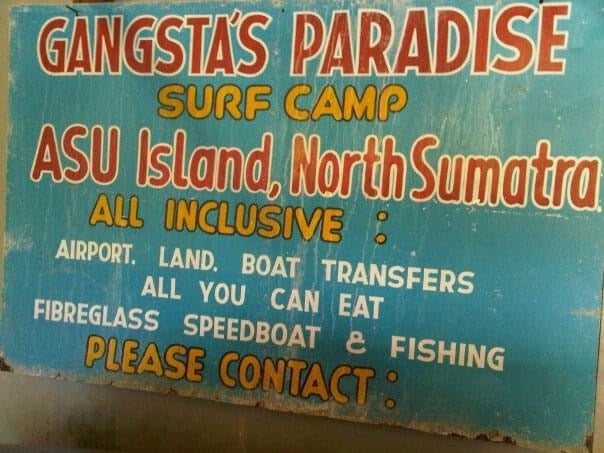 GANGSTA'S PARADISE
SURF CAMP
ASU Island, North Sumatra.
ALL INCLUSIVE :
AIRPORT. LAND. BOAT TRANSFERS
ALL YOU CAN EAT
FIBREGLASS SPEEDBOAT & FISHING
PLEASE CONTACT :